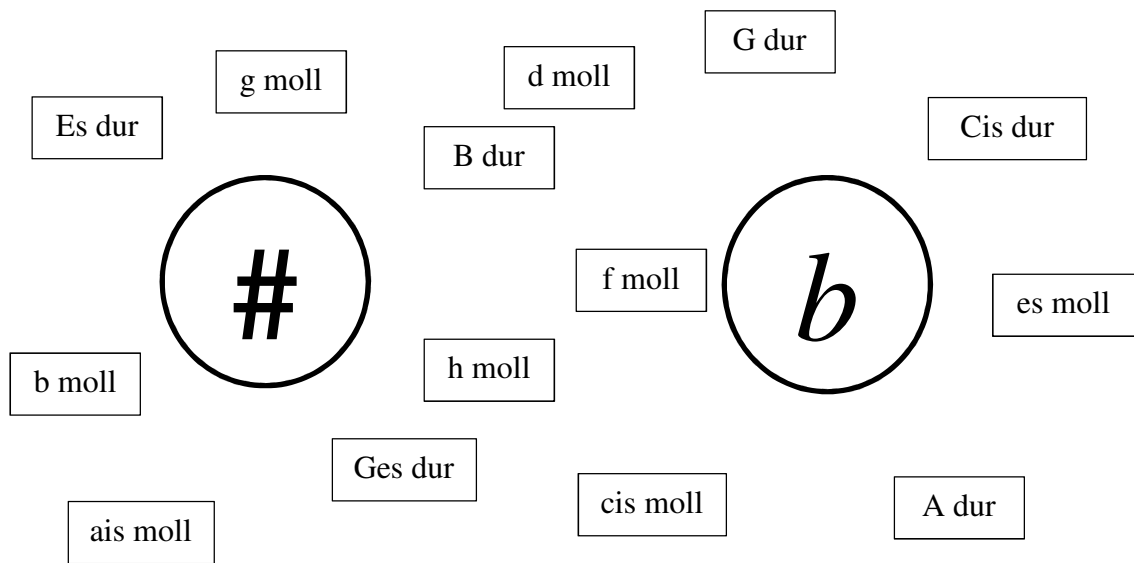 G dur
g moll
d moll
Es dur
Cis dur
B dur
#
f moll
b
es moll
b moll
h moll
Ges dur
cis moll
A dur
ais moll